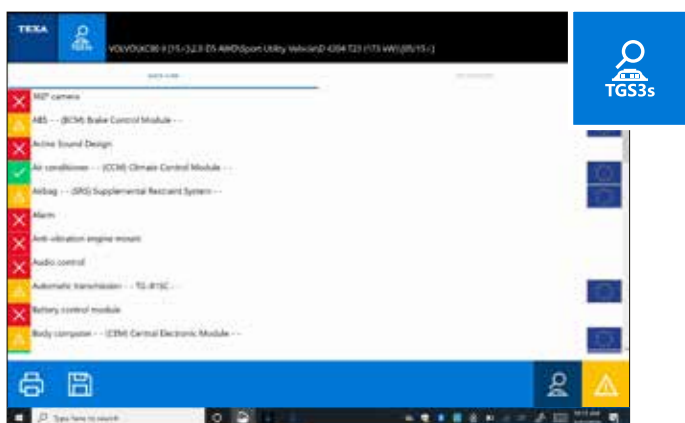 TEXA
TGS3s
VOLVO\XC90 II [15-]\2.0 D5 AWD\Sport Utility Vehicle\D 4204 T23 (173 kW)\[05/15-]
TGS3s
360° camera
ABS - - (BCM) Brake Control Module - -
Active Sound Design
Air conditioner - - (CCM) Climate Control Module - -
Airbag - - (SRS) Supplemental Restraint System - -
Alarm
Anti-vibration engine mount
Audio control
Automatic transmission - - TG-81SC - -
Battery control module
Body computer - - (CEM) Central Electronic Module - -
Type here to search